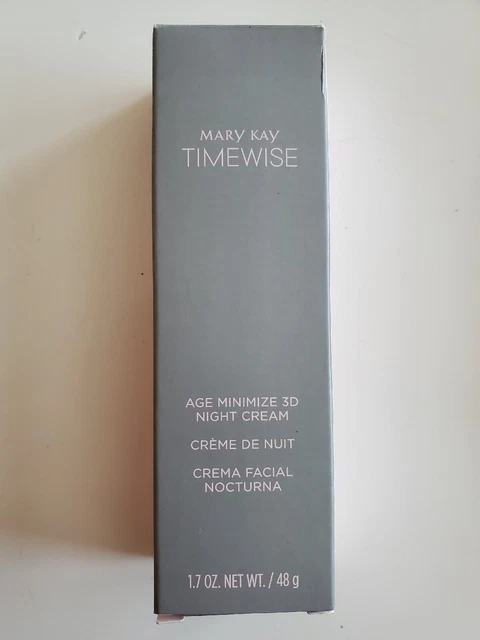 MARY KAY
TIMEWISE
AGE MINIMIZE 3D
NIGHT CREAM
CRÈME DE NUIT
CREMA FACIAL
NOCTURNA
1.7 OZ. NET WT. / 48 g